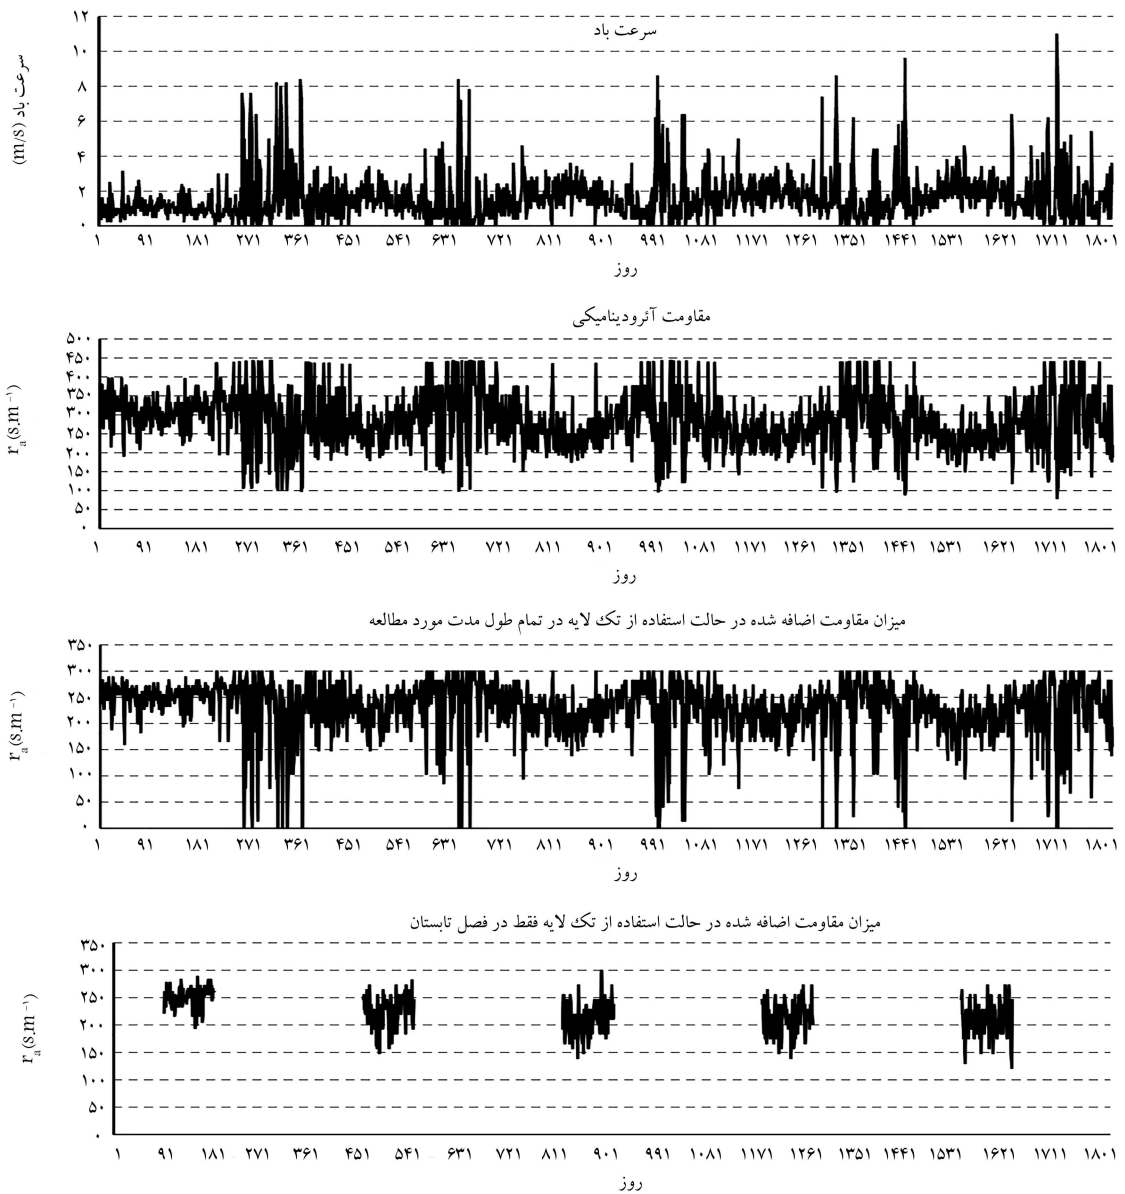 سرعت باد
۱۲
۱۰
۸
۶
۴
۲
۰
سرعت باد (m/s)
۱ ۹۱ ۱۸۱ ۲۷۱ ۳۶۱ ۴۵۱ ۵۴۱ ۶۳۱ ۷۲۱ ۸۱۱ ۹۰۱ ۹۹۱ ۱۰۸۱ ۱۱۷۱ ۱۲۶۱ ۱۳۵۱ ۱۴۴۱ ۱۵۳۱ ۱۶۲۱ ۱۷۱۱ ۱۸۰۱
روز
مقاومت آئرودینامیکی
۵۰۰
۴۵۰
۴۰۰
۳۵۰
۳۰۰
۲۵۰
۲۰۰
۱۵۰
۱۰۰
۵۰
۰
rₐ(s.m⁻¹)
۱ ۹۱ ۱۸۱ ۲۷۱ ۳۶۱ ۴۵۱ ۵۴۱ ۶۳۱ ۷۲۱ ۸۱۱ ۹۰۱ ۹۹۱ ۱۰۸۱ ۱۱۷۱ ۱۲۶۱ ۱۳۵۱ ۱۴۴۱ ۱۵۳۱ ۱۶۲۱ ۱۷۱۱ ۱۸۰۱
روز
میزان مقاومت اضافه شده در حالت استفاده از تک لایه در تمام طول مدت مورد مطالعه
۳۵۰
۳۰۰
۲۵۰
۲۰۰
۱۵۰
۱۰۰
۵۰
۰
rₐ(s.m⁻¹)
۱ ۹۱ ۱۸۱ ۲۷۱ ۳۶۱ ۴۵۱ ۵۴۱ ۶۳۱ ۷۲۱ ۸۱۱ ۹۰۱ ۹۹۱ ۱۰۸۱ ۱۱۷۱ ۱۲۶۱ ۱۳۵۱ ۱۴۴۱ ۱۵۳۱ ۱۶۲۱ ۱۷۱۱ ۱۸۰۱
روز
میزان مقاومت اضافه شده در حالت استفاده از تک لایه فقط در فصل تابستان
۳۵۰
۳۰۰
۲۵۰
۲۰۰
۱۵۰
۱۰۰
۵۰
۰
rₐ(s.m⁻¹)
۱ ۹۱ ۱۸۱ ۲۷۱ ۳۶۱ ۴۵۱ ۵۴۱ ۶۳۱ ۷۲۱ ۸۱۱ ۹۰۱ ۹۹۱ ۱۰۸۱ ۱۱۷۱ ۱۲۶۱ ۱۳۵۱ ۱۴۴۱ ۱۵۳۱ ۱۶۲۱ ۱۷۱۱ ۱۸۰۱
روز